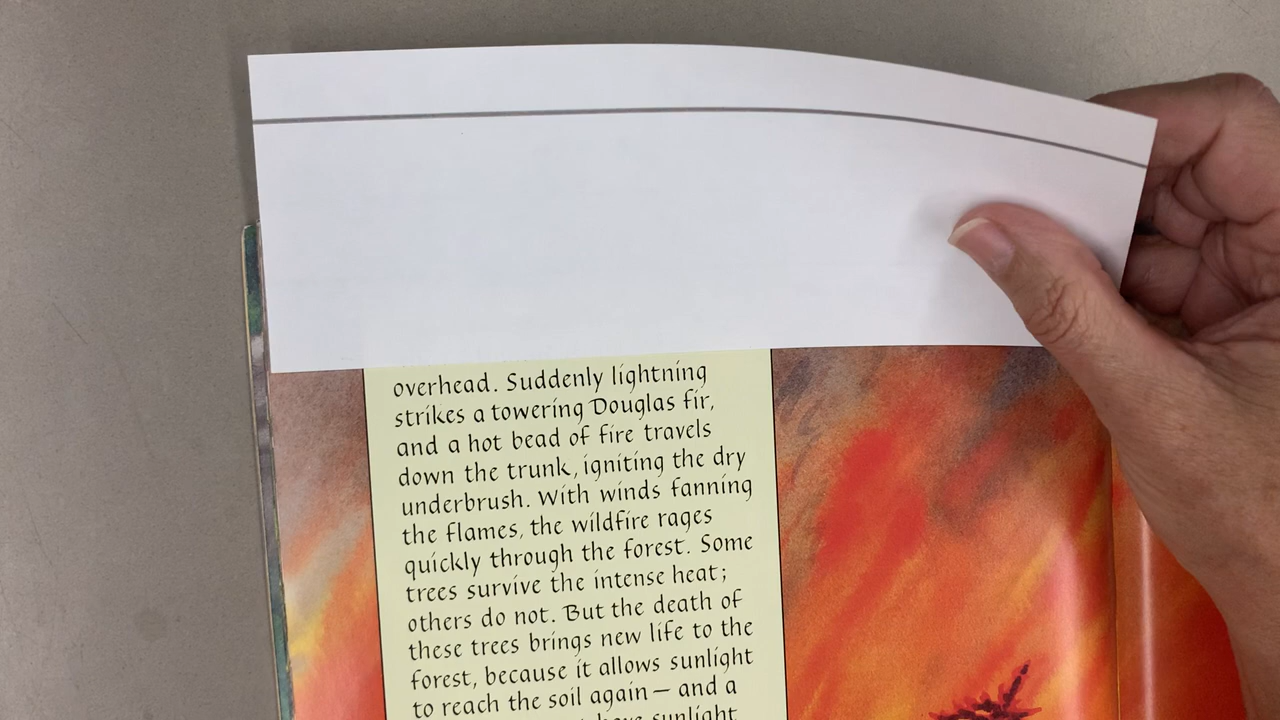 overhead. Suddenly lightning
strikes a towering Douglas fir,
and a hot bead of fire travels
down the trunk, igniting the dry
underbrush. With winds fanning
the flames, the wildfire rages
quickly through the forest. Some
trees survive the intense heat;
others do not. But the death of
these trees brings new life to the
forest, because it allows sunlight
to reach the soil again — and a
have sunlight